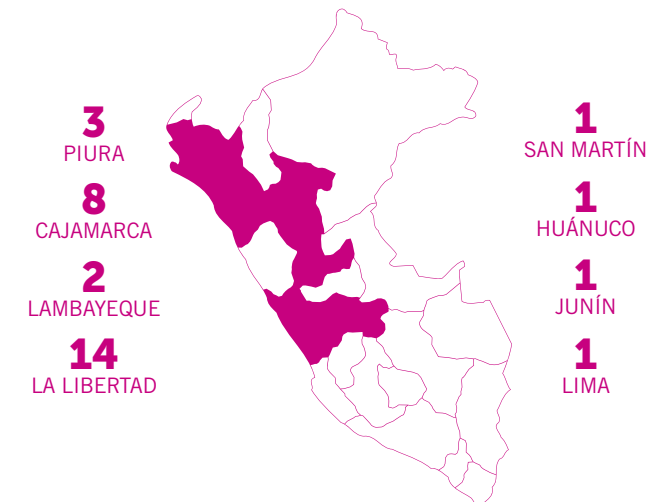 3
PIURA
8
CAJAMARCA
2
LAMBAYEQUE
14
LA LIBERTAD
1
SAN MARTÍN
1
HUÁNUCO
1
JUNÍN
1
LIMA